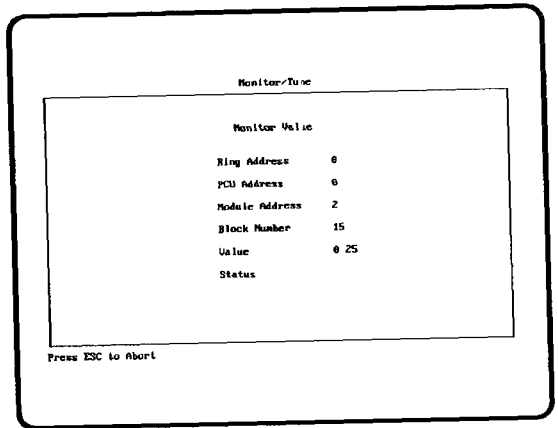 Monitor/Tune
Monitor Value
Ring Address 0
PCU Address 0
Module Address 2
Block Number 15
Value 0 25
Status
Press ESC to Abort